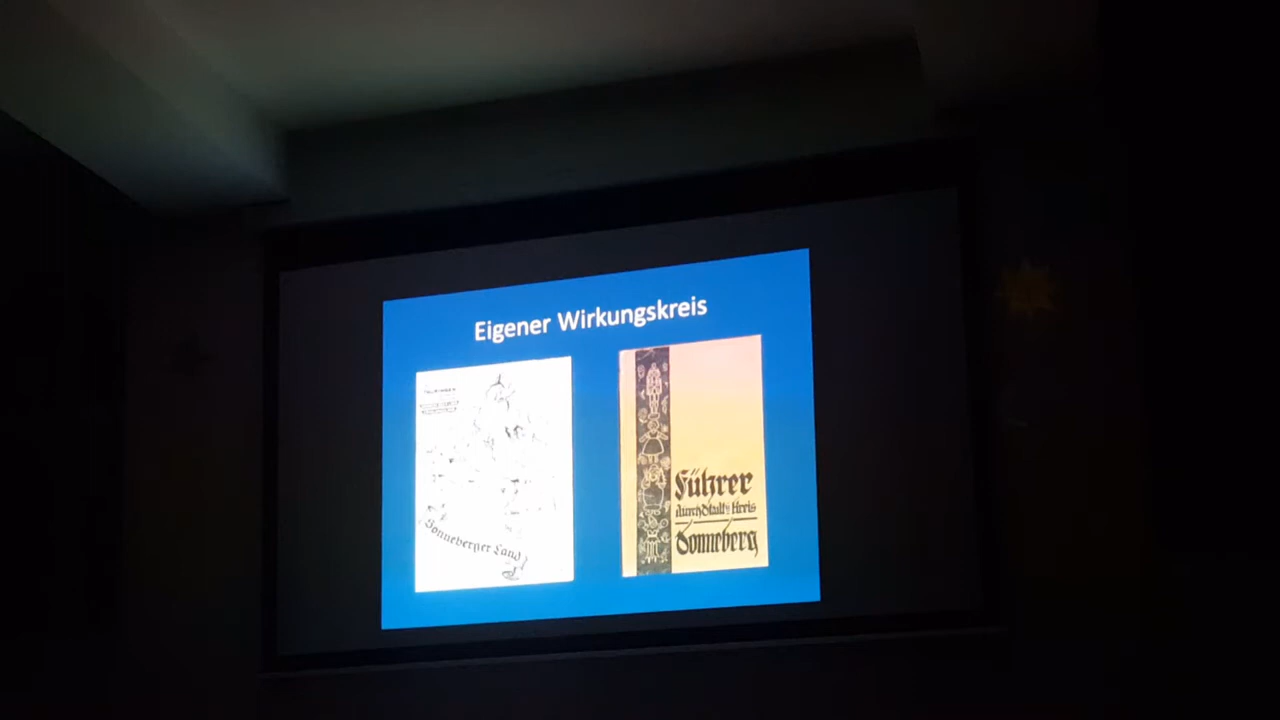 Eigener Wirkungskreis
Sonneberger Land
Führer
durch Stadt u. Kreis
Sonneberg